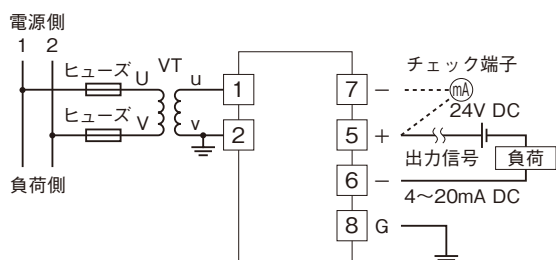 電源側
1 2
ヒューズ U VT u
1
ヒューズ V v
2
負荷側
チェック端子
7 − mA
24V DC
5 +
出力信号 負荷
6 −
4〜20mA DC
8 G